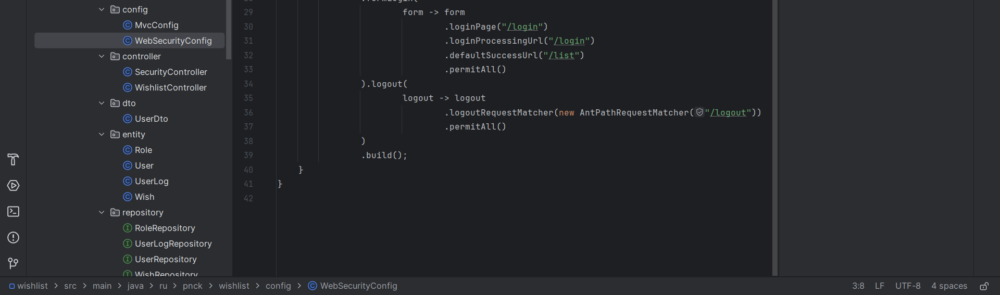 config
MvcConfig
WebSecurityConfig
controller
SecurityController
WishlistController
dto
UserDto
entity
Role
User
UserLog
Wish
repository
RoleRepository
UserLogRepository
UserRepository
WishRepository
29 form -> form
30 .loginPage("/login")
31 .loginProcessingUrl("/login")
32 .defaultSuccessUrl("/list")
33 .permitAll()
34 ).logout(
35 logout -> logout
36 .logoutRequestMatcher(new AntPathRequestMatcher("/logout"))
37 .permitAll()
38 )
39 .build();
40 }
41 }
42
wishlist > src > main > java > ru > pnck > wishlist > config > WebSecurityConfig 3:8 LF UTF-8 4 spaces